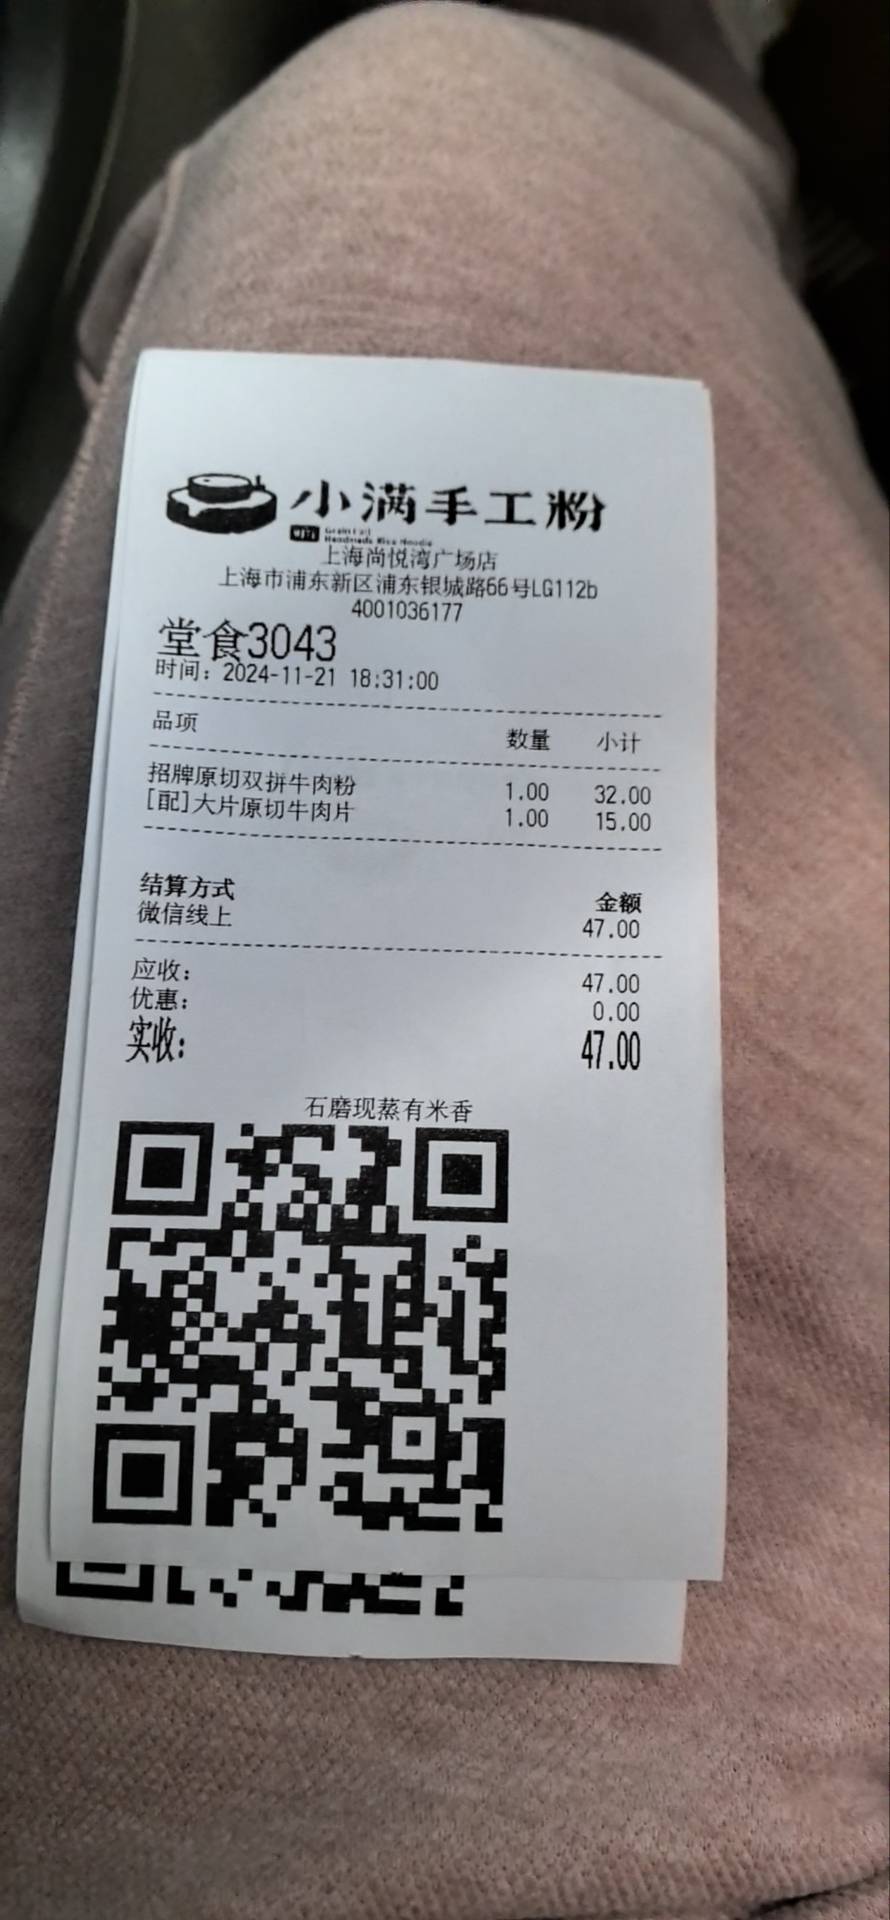 小满手工粉
Handmade Rice Noodle
上海尚悦湾广场店
上海市浦东新区浦东银城路66号LG112b
4001036177
堂食3043
时间：2024-11-21 18:31:00
品项 数量 小计
招牌原切双拼牛肉粉 1.00 32.00
[配]大片原切牛肉片 1.00 15.00
结算方式 金额
微信线上 47.00
应收： 47.00
优惠： 0.00
实收： 47.00
石磨现蒸有米香